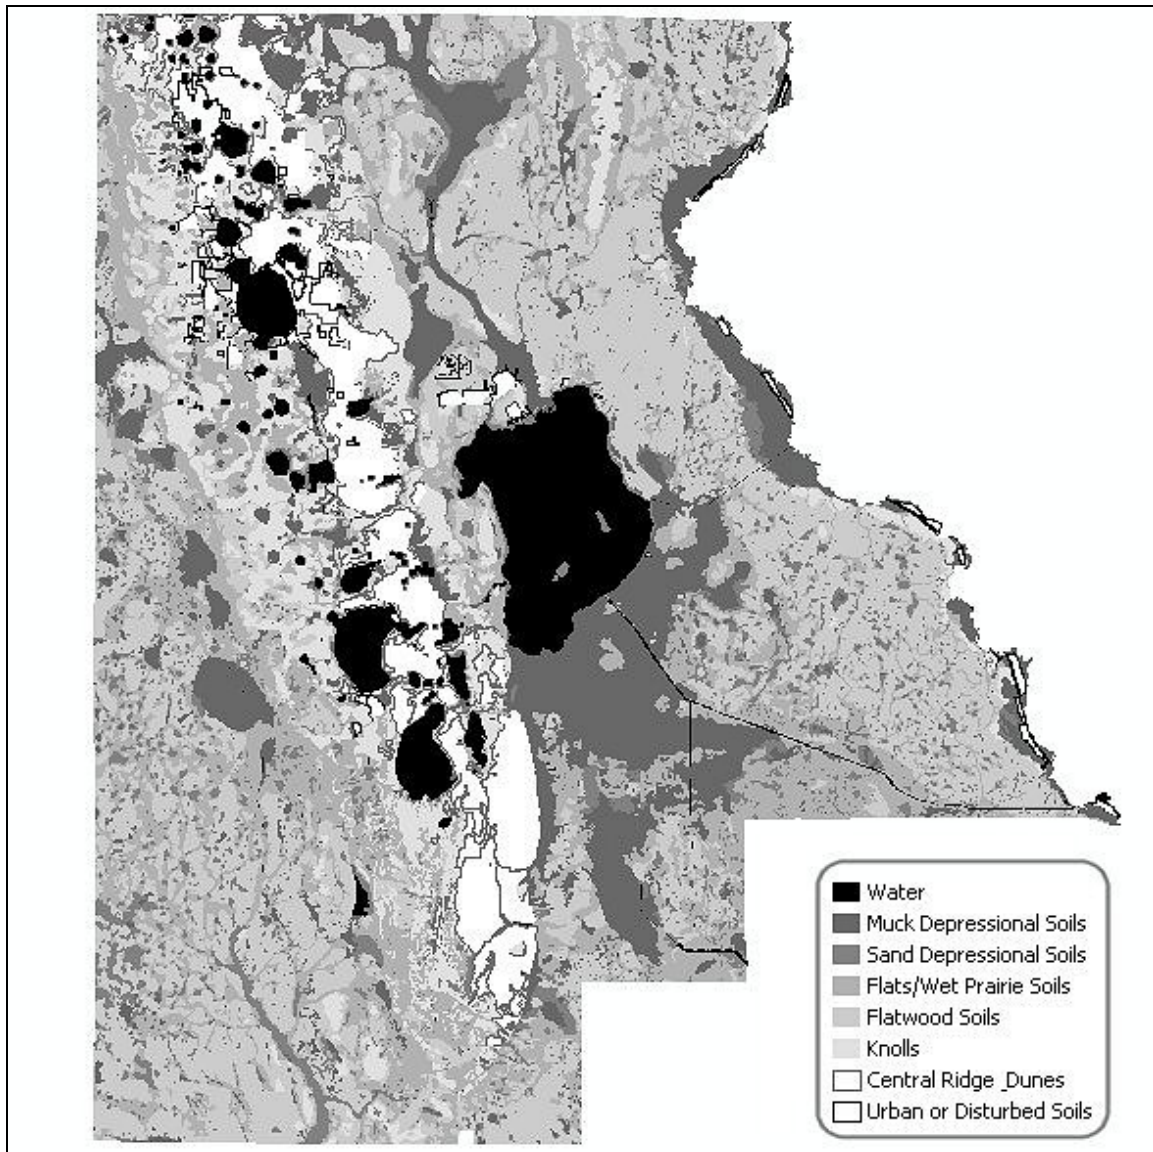 Water
Muck Depressional Soils
Sand Depressional Soils
Flats/Wet Prairie Soils
Flatwood Soils
Knolls
Central Ridge _Dunes
Urban or Disturbed Soils